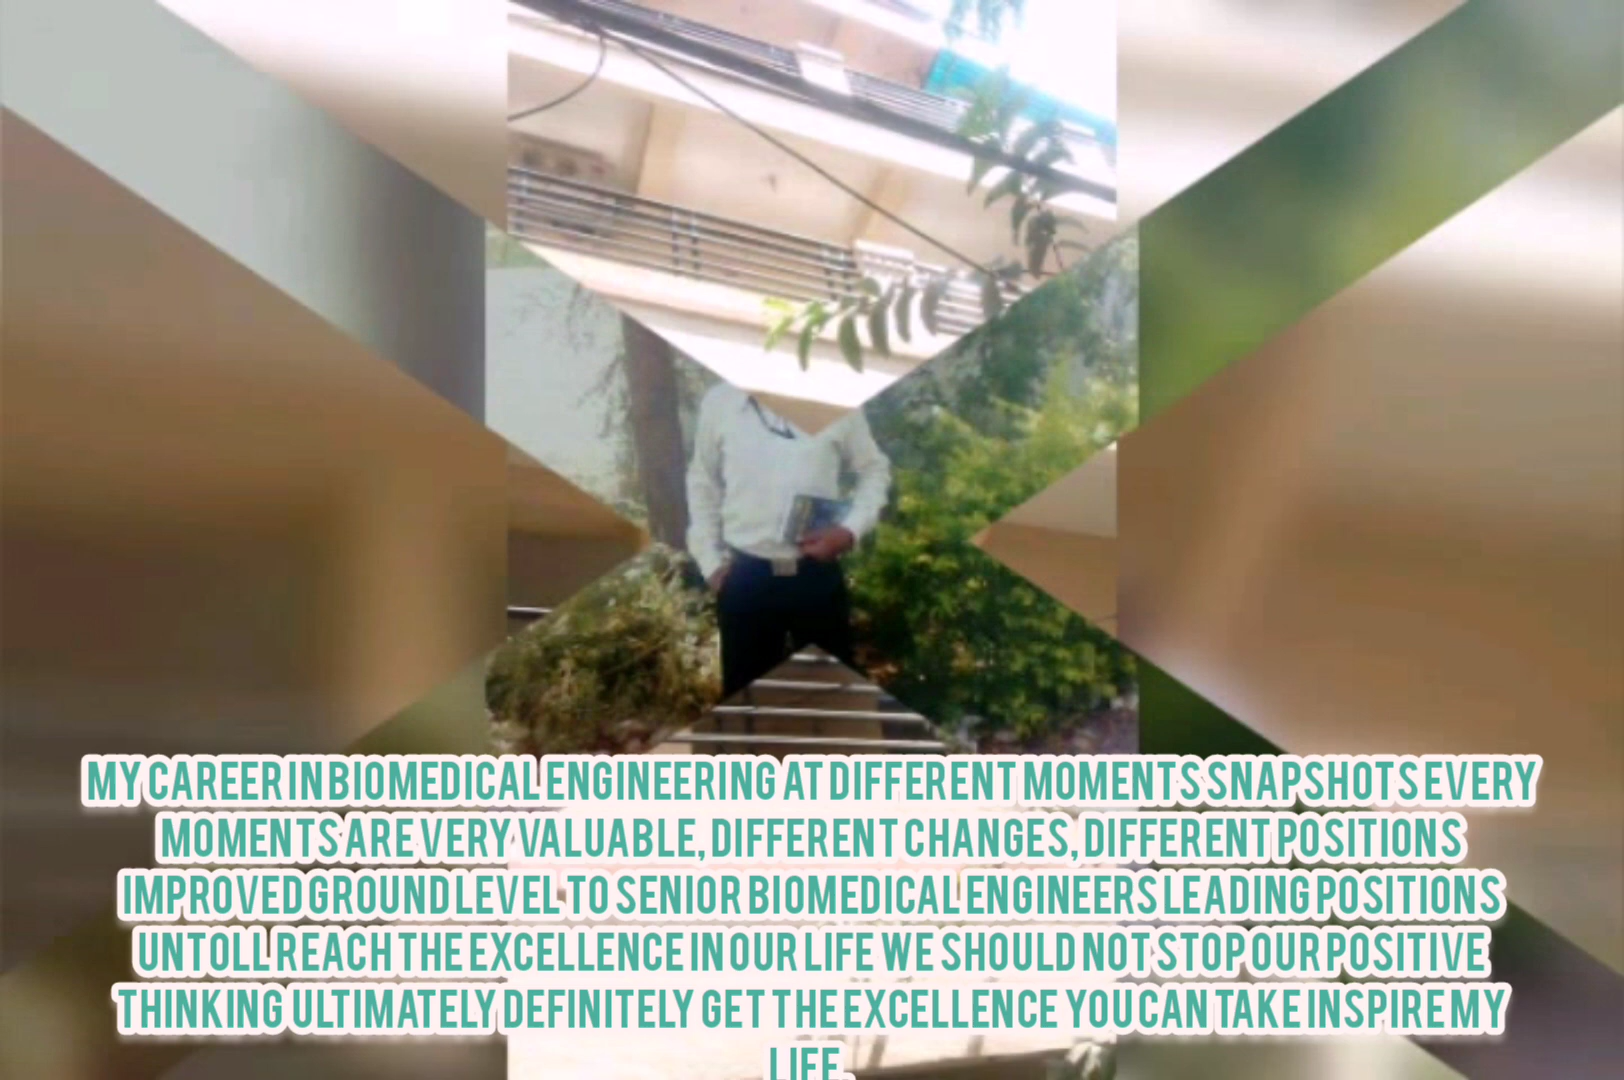 MY CAREER IN BIOMEDICAL ENGINEERING AT DIFFERENT MOMENTS SNAPSHOTS EVERY
MOMENTS ARE VERY VALUABLE, DIFFERENT CHANGES, DIFFERENT POSITIONS
IMPROVED GROUND LEVEL TO SENIOR BIOMEDICAL ENGINEERS LEADING POSITIONS
UNTOLL REACH THE EXCELLENCE IN OUR LIFE WE SHOULD NOT STOP OUR POSITIVE
THINKING ULTIMATELY DEFINITELY GET THE EXCELLENCE YOU CAN TAKE INSPIRE MY
LIFE.